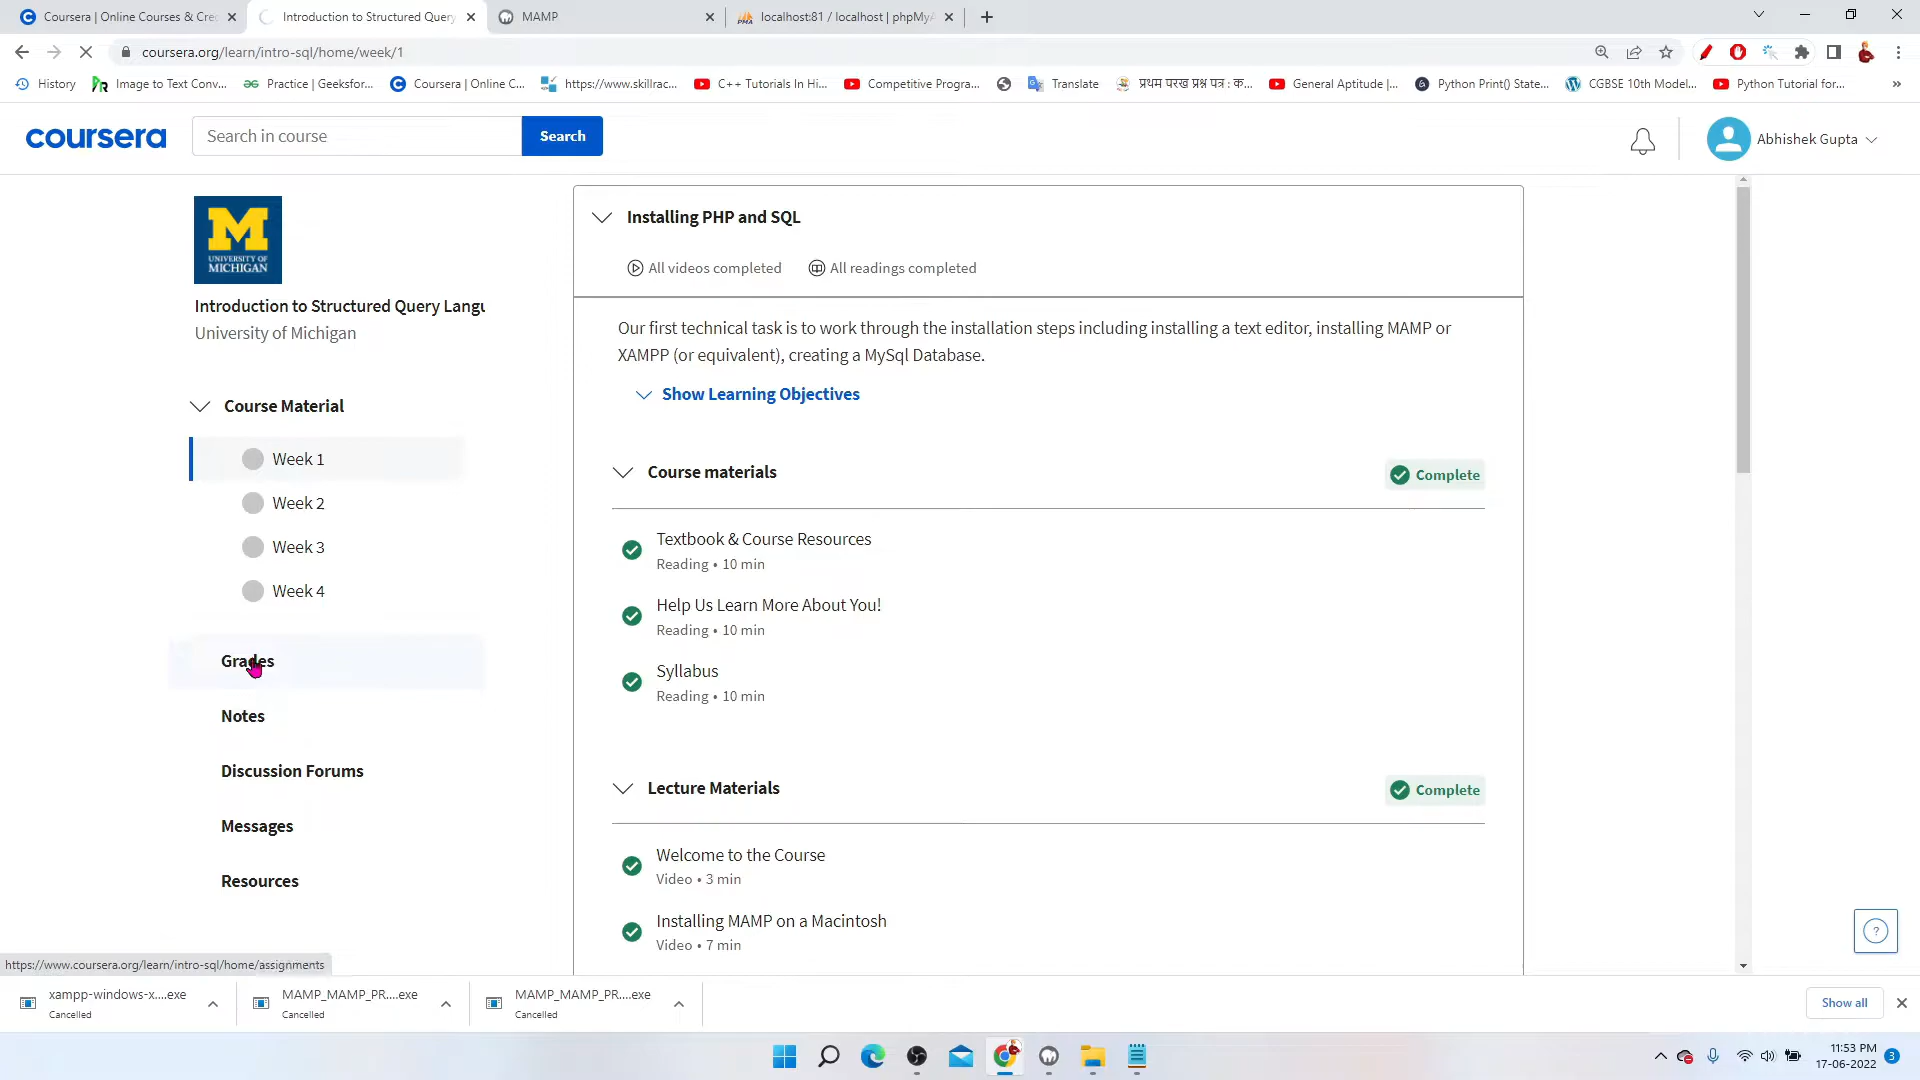 Coursera | Online Courses & Cre
Introduction to Structured Query
MAMP
localhost:81 / localhost | phpMyA
coursera.org/learn/intro-sql/home/week/1
History
Image to Text Conv...
Practice | Geeksfor...
Coursera | Online C...
https://www.skillrac...
C++ Tutorials In Hi...
Competitive Progra...
Translate
प्रथम परख प्रश्न पत्र : क...
General Aptitude |...
Python Print() State...
CGBSE 10th Model...
Python Tutorial for...
»
coursera
Search in course
Search
Abhishek Gupta
M
UNIVERSITY OF
MICHIGAN
Introduction to Structured Query Langu
University of Michigan
Course Material
Week 1
Week 2
Week 3
Week 4
Grades
Notes
Discussion Forums
Messages
Resources
Installing PHP and SQL
All videos completed
All readings completed
Our first technical task is to work through the installation steps including installing a text editor, installing MAMP or
XAMPP (or equivalent), creating a MySql Database.
Show Learning Objectives
Course materials
Complete
Textbook & Course Resources
Reading • 10 min
Help Us Learn More About You!
Reading • 10 min
Syllabus
Reading • 10 min
Lecture Materials
Complete
Welcome to the Course
Video • 3 min
Installing MAMP on a Macintosh
Video • 7 min
?
https://www.coursera.org/learn/intro-sql/home/assignments
xampp-windows-x....exe
Cancelled
MAMP_MAMP_PR....exe
Cancelled
MAMP_MAMP_PR....exe
Cancelled
Show all
11:53 PM
17-06-2022
3